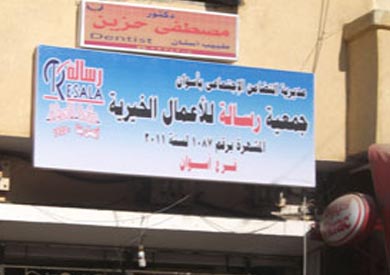 دكتور
مصطفى حزين
طبيب أسنان Dentist
مديرية التضامن الاجتماعى بأسوان
جمعية رسالة للأعمال الخيرية
المشهرة برقم ١٠٨٧ لسنة ٢٠١١
فرع أسوان
رسالة
RESALA